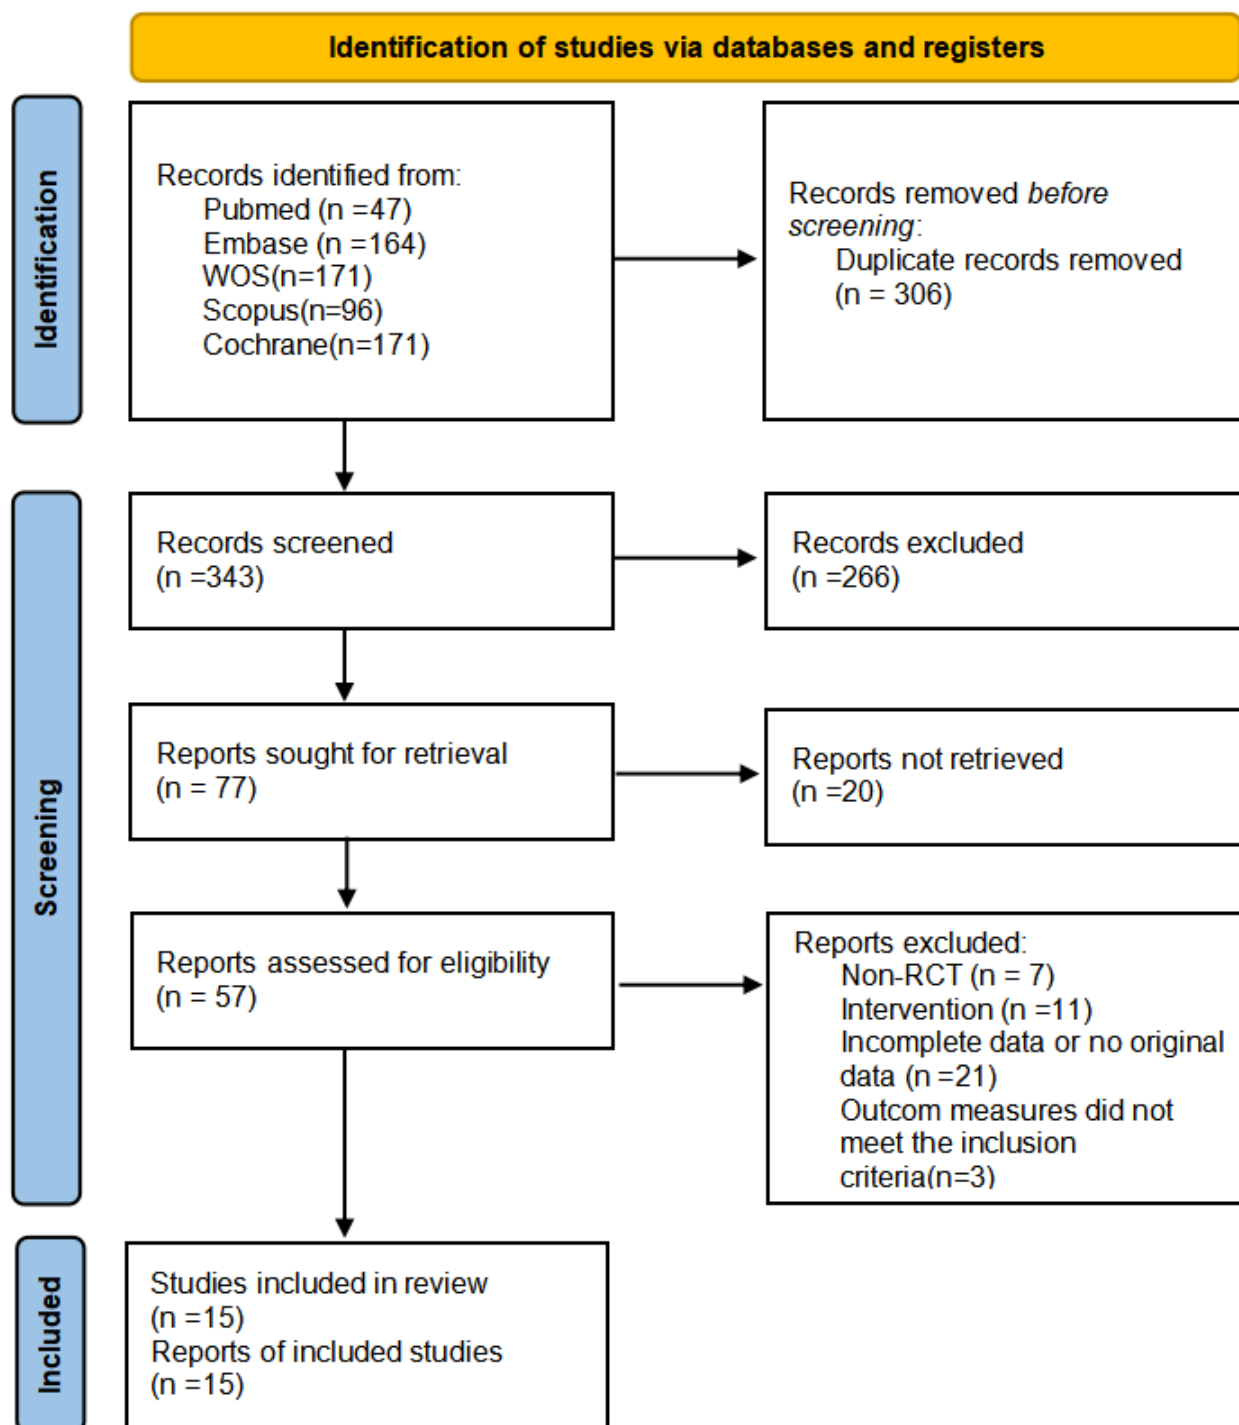 Identification of studies via databases and registers
Identification
Records identified from:
Pubmed (n =47)
Embase (n =164)
WOS(n=171)
Scopus(n=96)
Cochrane(n=171)
Records removed before
screening:
Duplicate records removed
(n = 306)
Screening
Records screened
(n =343)
Records excluded
(n =266)
Reports sought for retrieval
(n = 77)
Reports not retrieved
(n =20)
Reports assessed for eligibility
(n = 57)
Reports excluded:
Non-RCT (n = 7)
Intervention (n =11)
Incomplete data or no original
data (n =21)
Outcom measures did not
meet the inclusion
criteria(n=3)
Included
Studies included in review
(n =15)
Reports of included studies
(n =15)